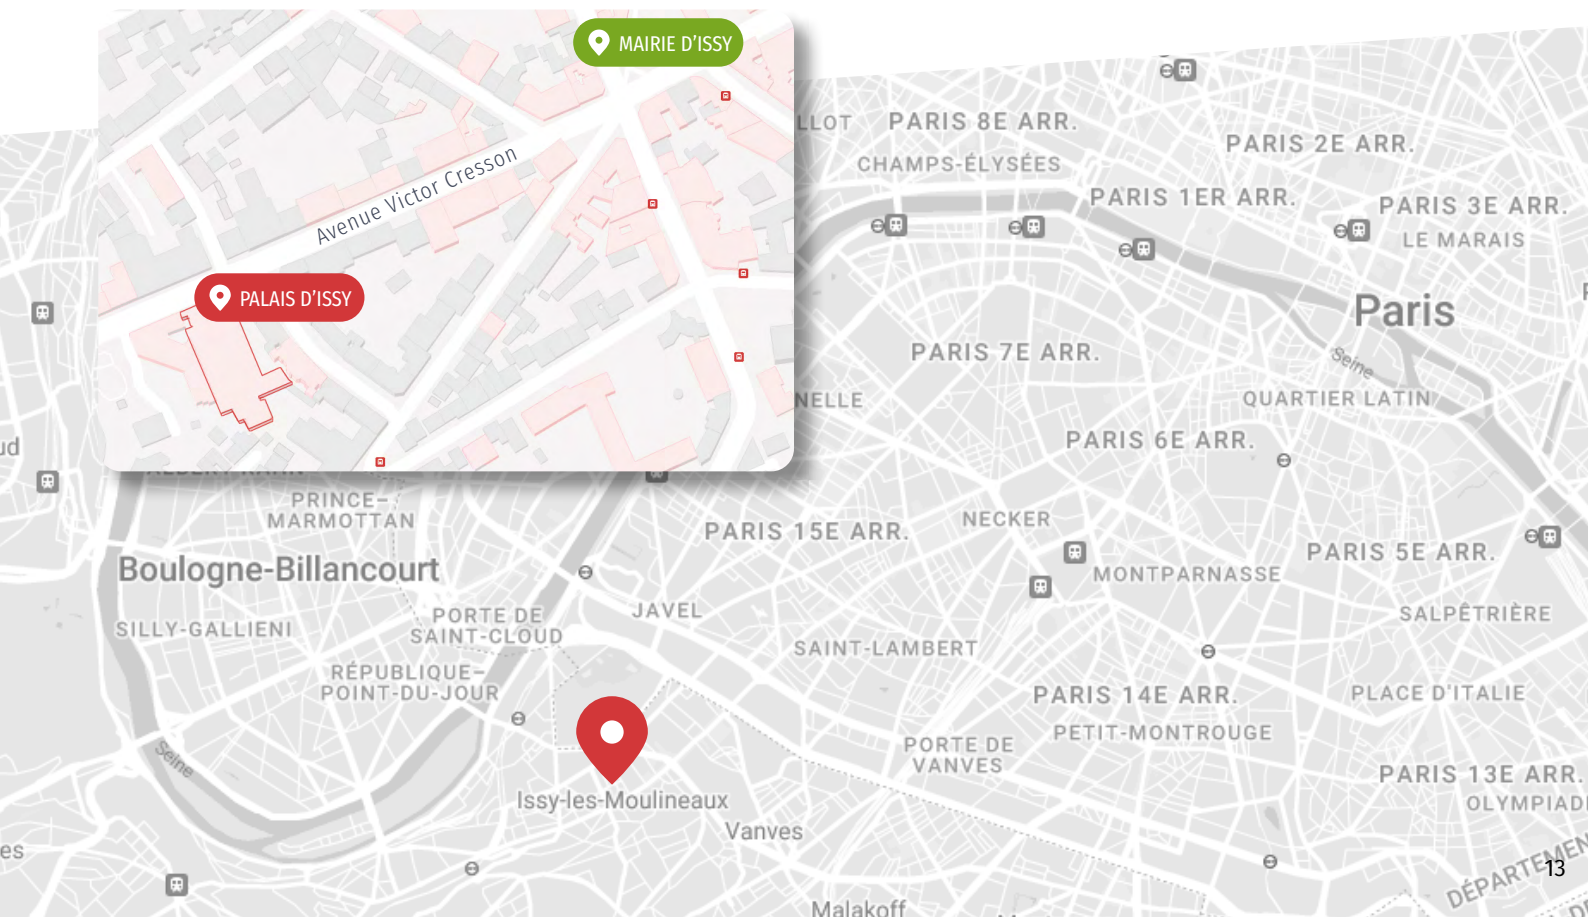 MAIRIE D'ISSY
Avenue Victor Cresson
PALAIS D'ISSY
PARIS 8E ARR.
CHAMPS-ÉLYSÉES
PARIS 2E ARR.
PARIS 1ER ARR.
PARIS 3E ARR.
LE MARAIS
Paris
PARIS 7E ARR.
Seine
QUARTIER LATIN
NELLE
LLOT
PARIS 6E ARR.
ud
PRINCE-
MARMOTTAN
PARIS 15E ARR.
NECKER
PARIS 5E ARR.
Boulogne-Billancourt
MONTPARNASSE
PORTE DE
SAINT-CLOUD
JAVEL
SALPÊTRIÈRE
SILLY-GALLIENI
SAINT-LAMBERT
RÉPUBLIQUE-
POINT-DU-JOUR
PARIS 14E ARR.
PLACE D'ITALIE
PETIT-MONTROUGE
PORTE DE
VANVES
Seine
PARIS 13E ARR.
OLYMPIAD
Issy-les-Moulineaux
Vanves
es
DÉPARTEMEN
13
Malakoff